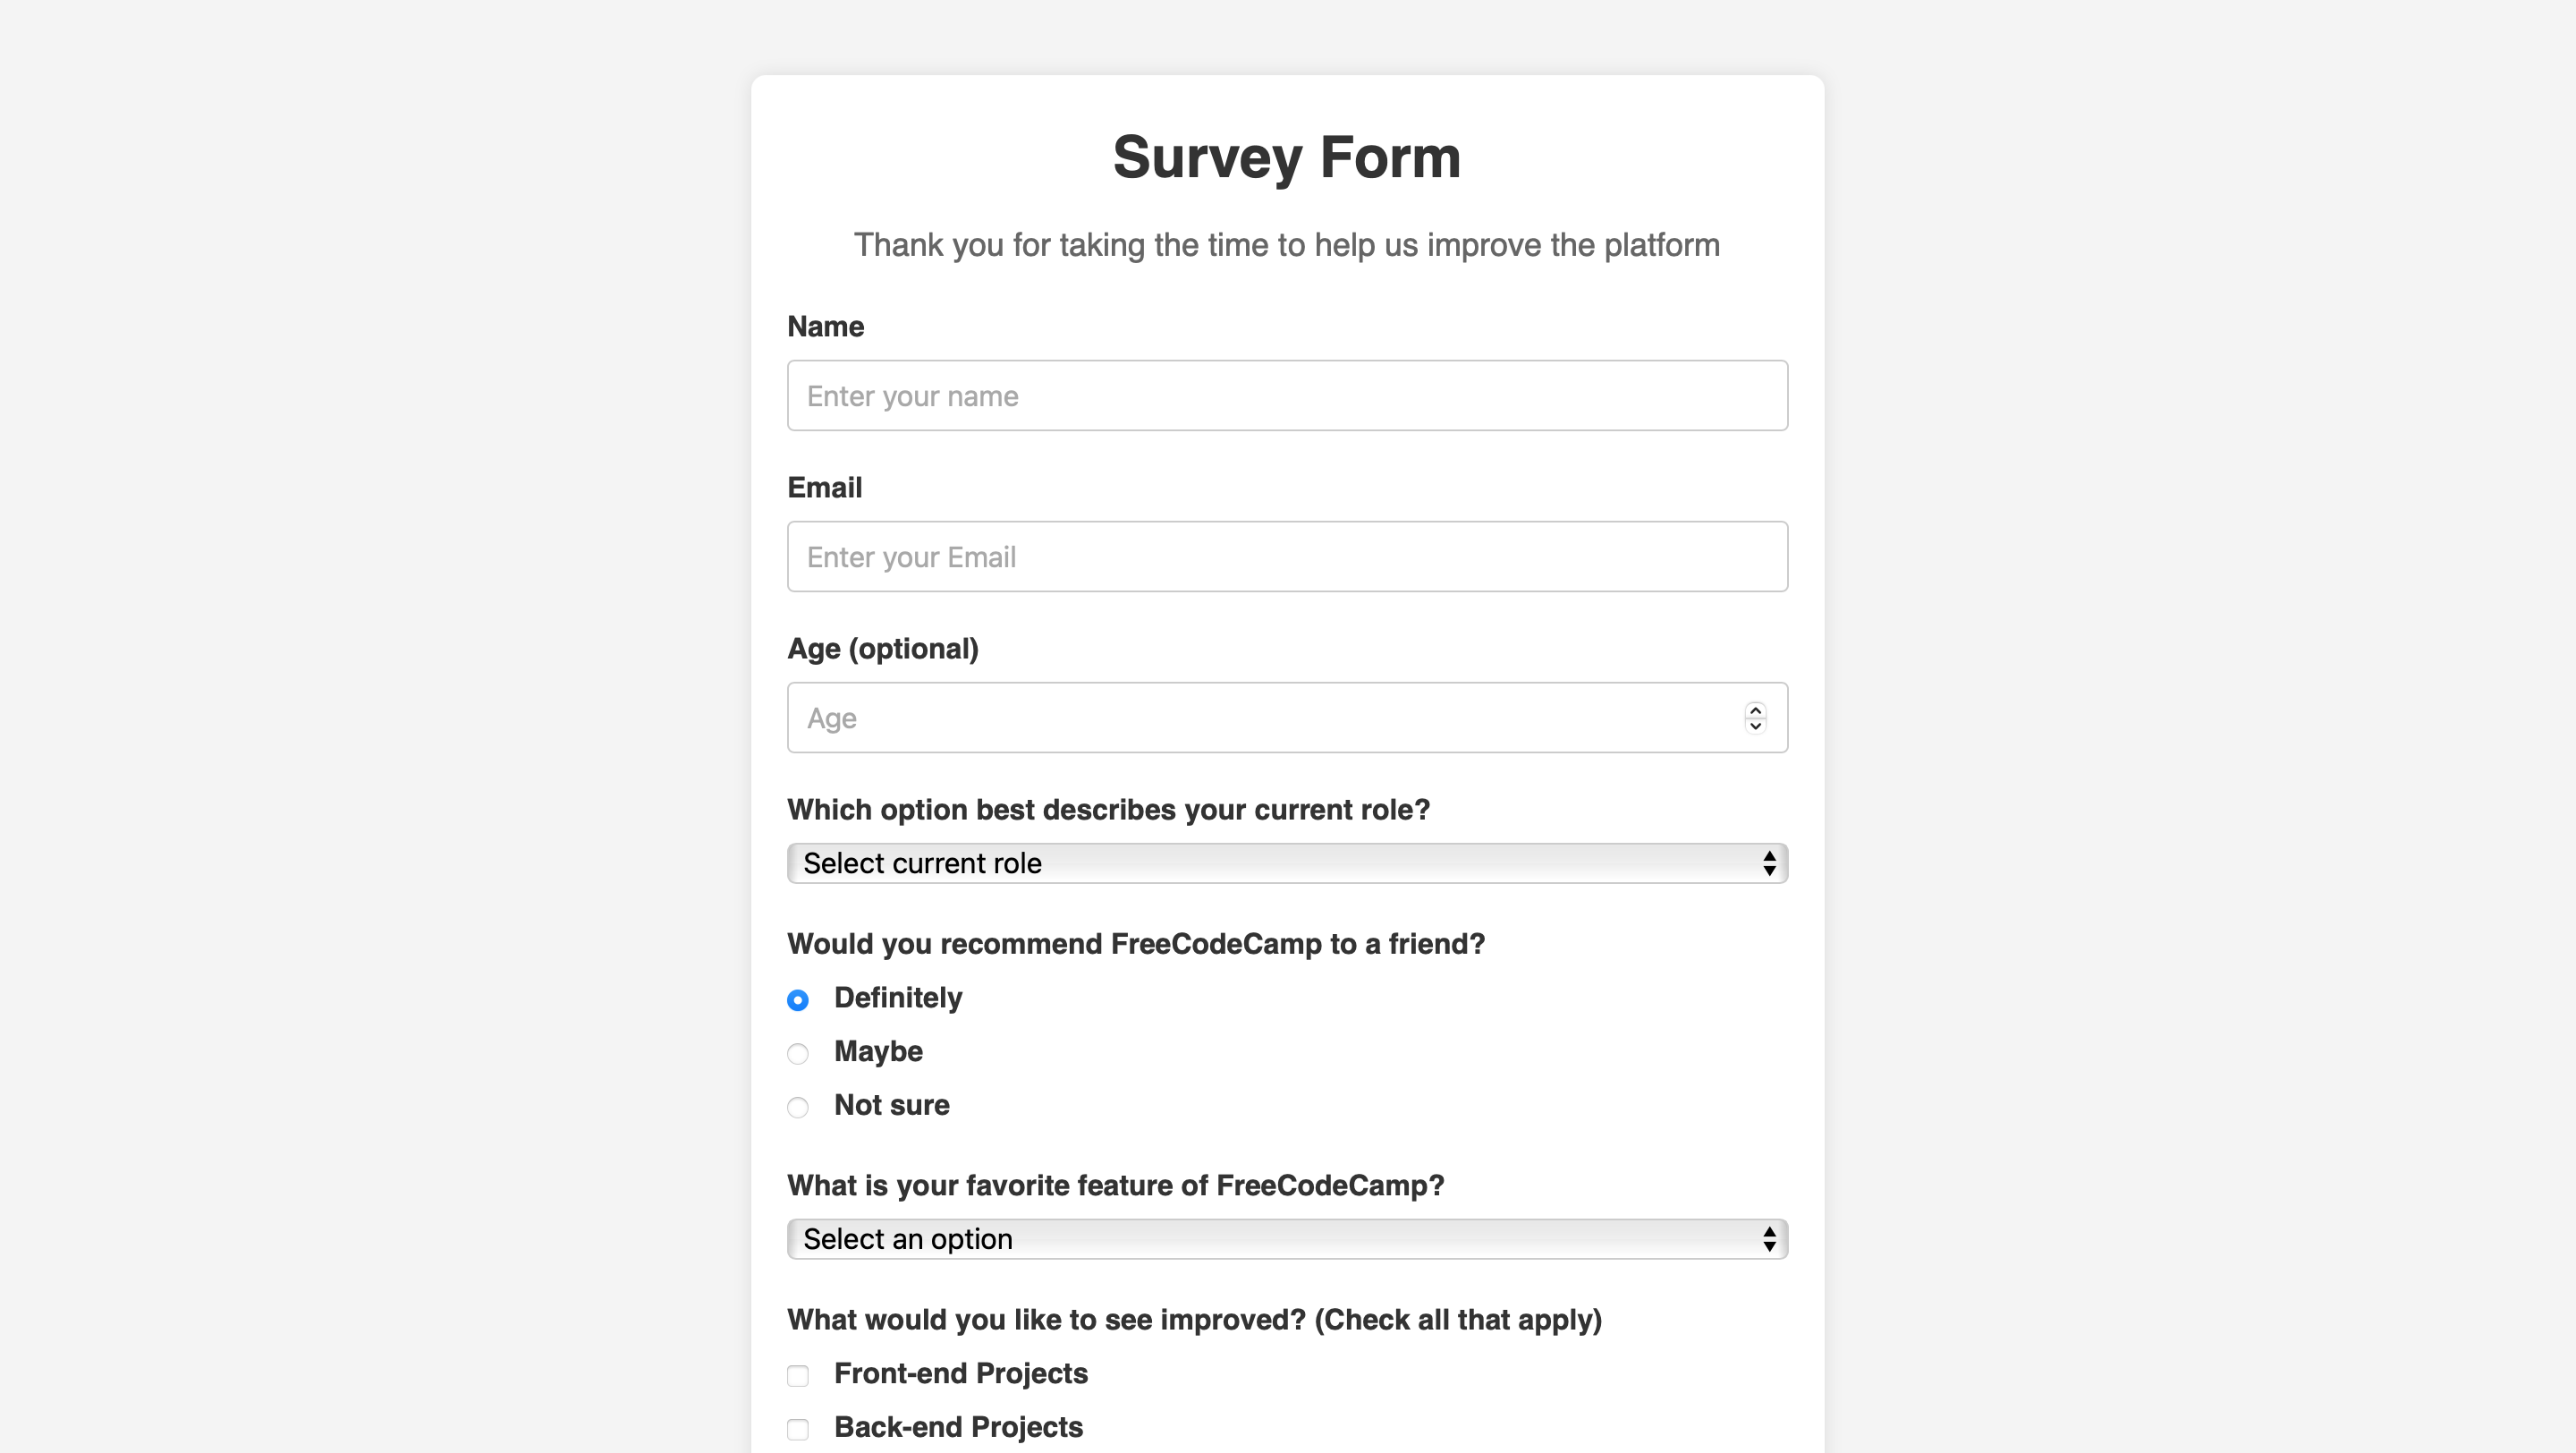 Survey Form
Thank you for taking the time to help us improve the platform
Name
Enter your name
Email
Enter your Email
Age (optional)
Age
Which option best describes your current role?
Select current role
Would you recommend FreeCodeCamp to a friend?
Definitely
Maybe
Not sure
What is your favorite feature of FreeCodeCamp?
Select an option
What would you like to see improved? (Check all that apply)
Front-end Projects
Back-end Projects